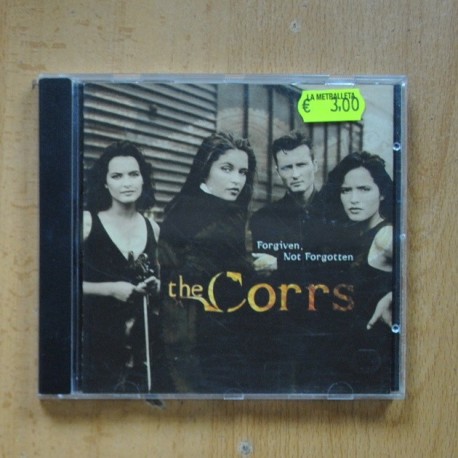 LA METRALLETA
€ 3,00
Forgiven,
Not Forgotten
the Corrs